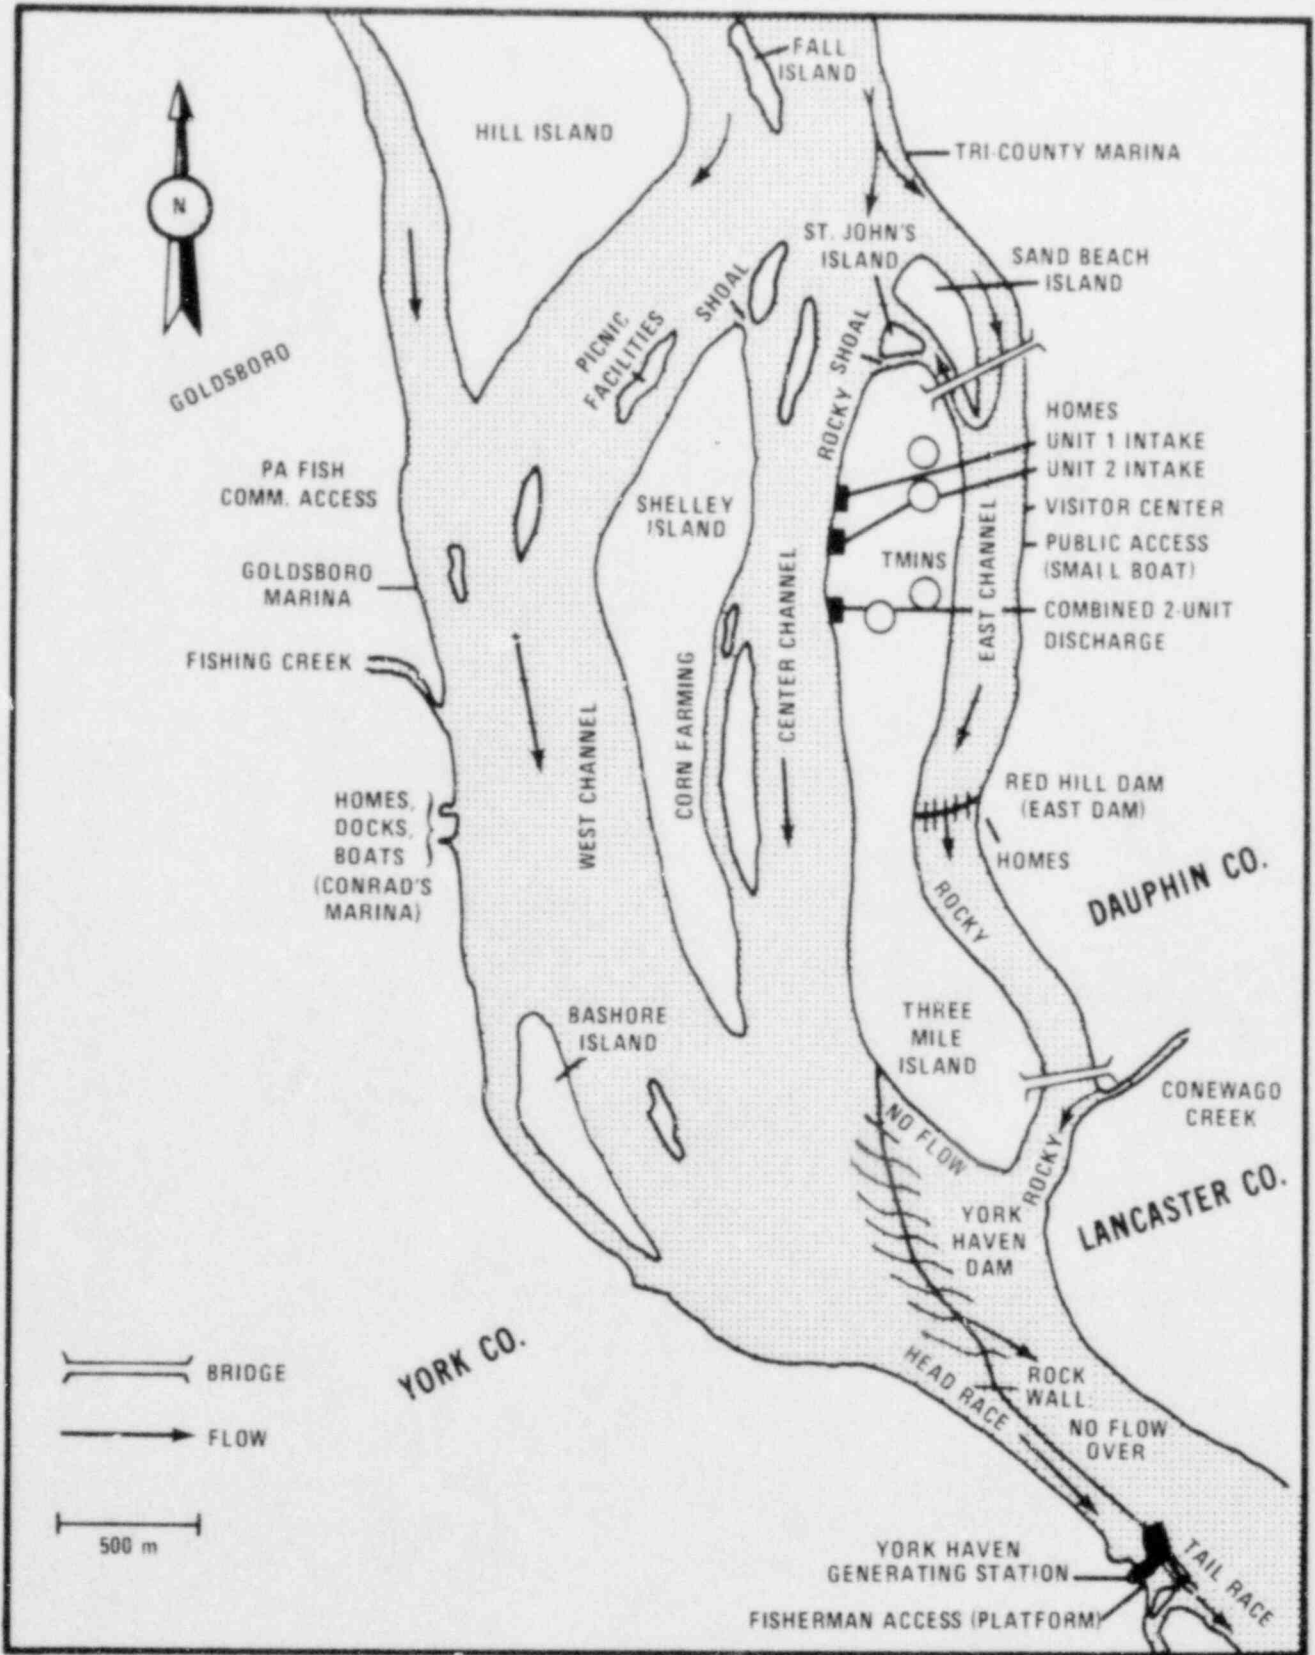 FALL
ISLAND
HILL ISLAND
TRI-COUNTY MARINA
N
ST. JOHN'S
ISLAND
SAND BEACH
ISLAND
SHOAL
PICNIC
FACILITIES
ROCKY SHOAL
GOLDSBORO
HOMES
UNIT 1 INTAKE
UNIT 2 INTAKE
PA FISH
COMM. ACCESS
SHELLEY
ISLAND
VISITOR CENTER
PUBLIC ACCESS
(SMALL BOAT)
EAST CHANNEL
TMINS
GOLDSBORO
MARINA
CENTER CHANNEL
COMBINED 2-UNIT
DISCHARGE
FISHING CREEK
CORN FARMING
WEST CHANNEL
RED HILL DAM
(EAST DAM)
HOMES,
DOCKS,
BOATS
(CONRAD'S
MARINA)
HOMES
DAUPHIN CO.
ROCKY
BASHORE
ISLAND
THREE
MILE
ISLAND
CONEWAGO
CREEK
NO FLOW
ROCKY
LANCASTER CO.
YORK
HAVEN
DAM
YORK CO.
BRIDGE
HEAD RACE
ROCK
WALL:
FLOW
NO FLOW
OVER
500 m
YORK HAVEN
GENERATING STATION
TAIL RACE
FISHERMAN ACCESS (PLATFORM)